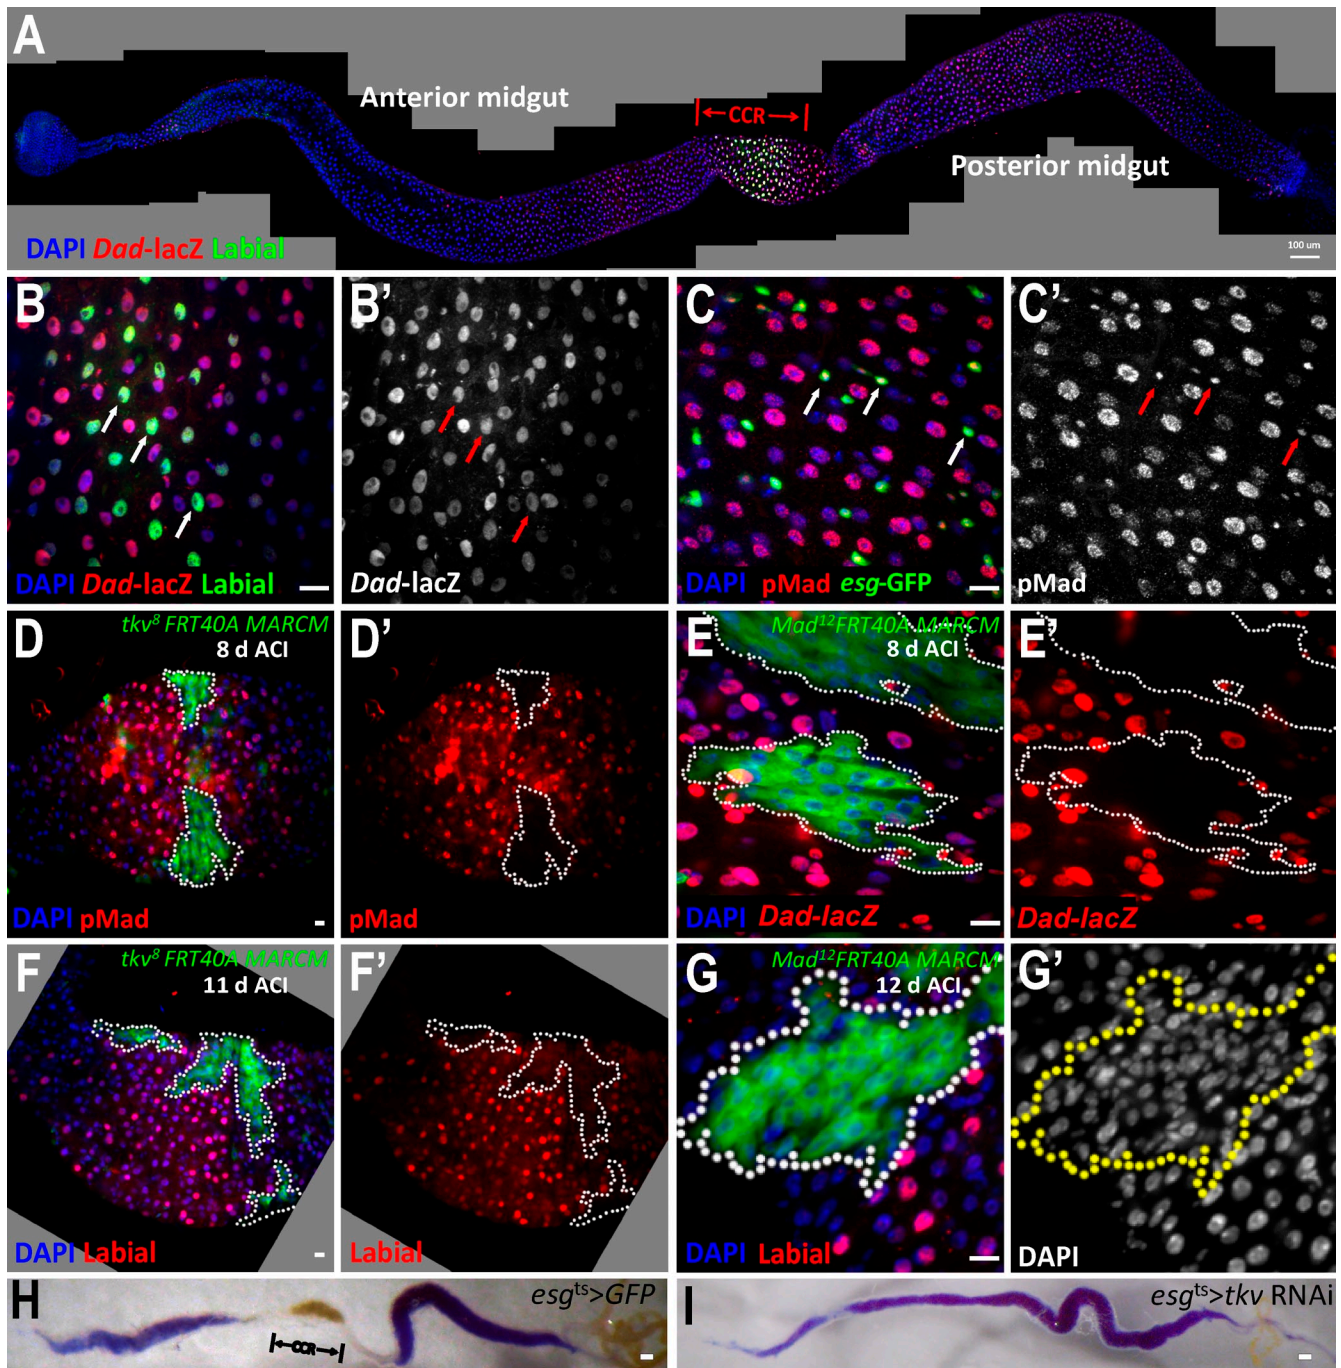 A
Anterior midgut
CCR
Posterior midgut
DAPI Dad-lacZ Labial
100 um
B
DAPI Dad-lacZ Labial
B’
Dad-lacZ
C
DAPI pMad esg-GFP
C’
pMad
D
tkv⁸ FRT40A MARCM
8 d ACI
DAPI pMad
D’
pMad
E
Mad¹²FRT40A MARCM
8 d ACI
DAPI Dad-lacZ
E’
Dad-lacZ
F
tkv⁸ FRT40A MARCM
11 d ACI
DAPI Labial
F’
Labial
G
Mad¹²FRT40A MARCM
12 d ACI
DAPI Labial
G’
DAPI
H
esgᵗˢ>GFP
CCR
I
esgᵗˢ>tkv RNAi